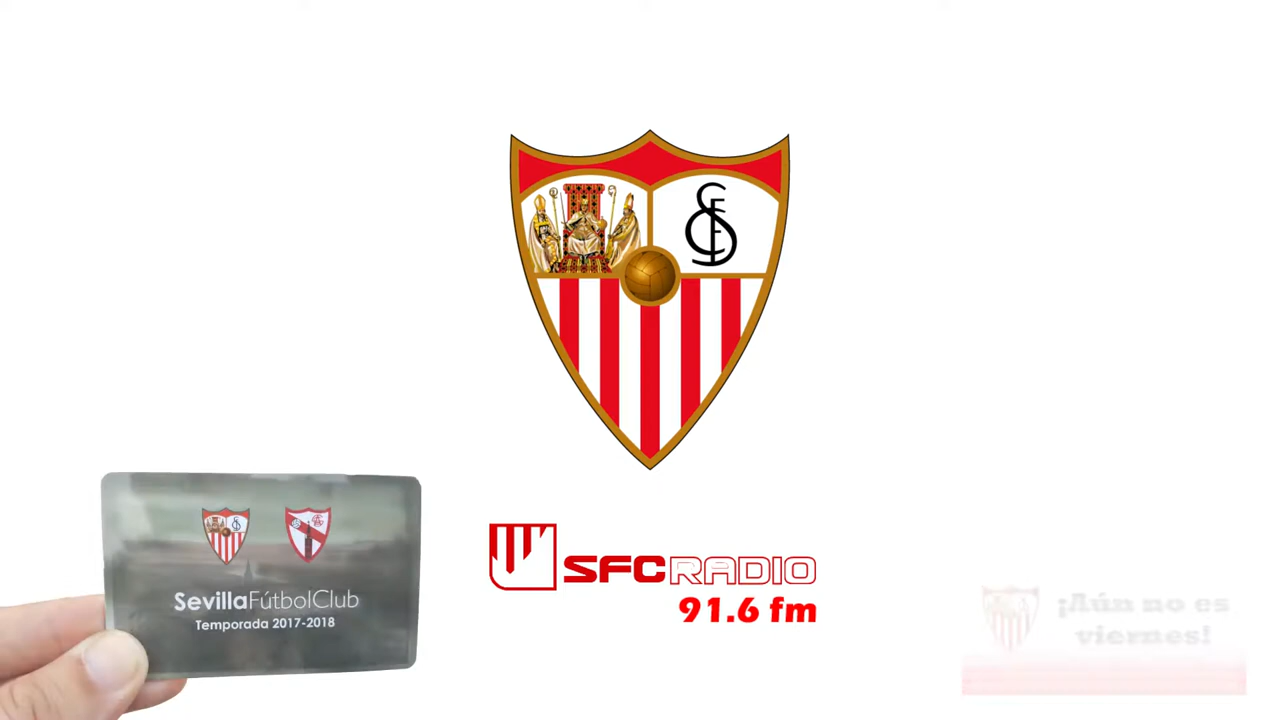 SevillaFútbolClub
Temporada 2017-2018
SFCRADIO
91.6 fm
¡Aún no es
viernes!